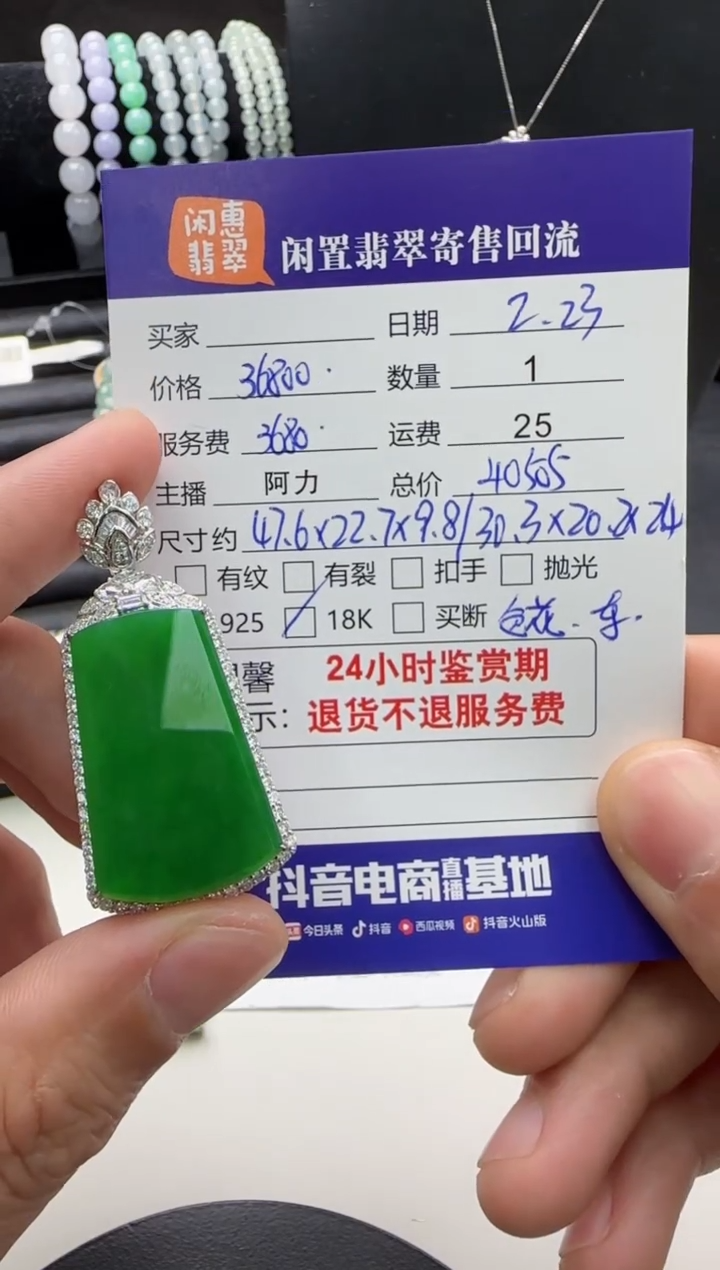 闲惠
翡翠
闲置翡翠寄售回流
买家
日期 2.23
价格 36800
数量 1
服务费 3680
运费 25
主播 阿力
总价 40505
尺寸约 47.6x22.7x9.8/30.3x20.2x24
有纹 有裂 扣手 抛光
925 18K 买断
馨 24小时鉴赏期
示: 退货不退服务费
抖音电商直播基地
今日头条 抖音 西瓜视频 抖音火山版